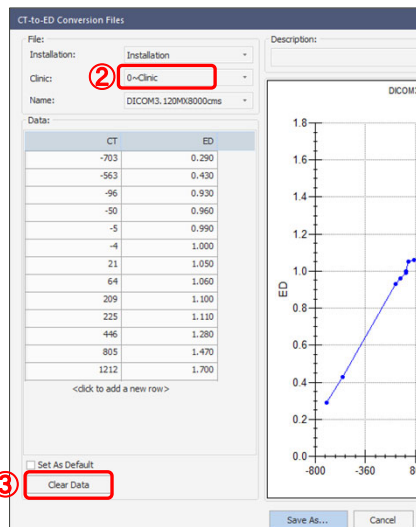 CT-to-ED Conversion Files
File:
Installation: Installation
Clinic: ② 0~Clinic
Name: DICOM3.120MX8000cms
Data:
CT ED
-703 0.290
-563 0.430
-96 0.930
-50 0.960
-5 0.990
-4 1.000
21 1.050
64 1.060
209 1.100
225 1.110
446 1.280
805 1.470
1212 1.700
<click to add a new row>
Set As Default
③ Clear Data
Description:
DICOM3
1.8
1.6
1.4
1.2
1.0
ED
0.8
0.6
0.4
0.2
0.0
-800 -360 8
Save As... Cancel